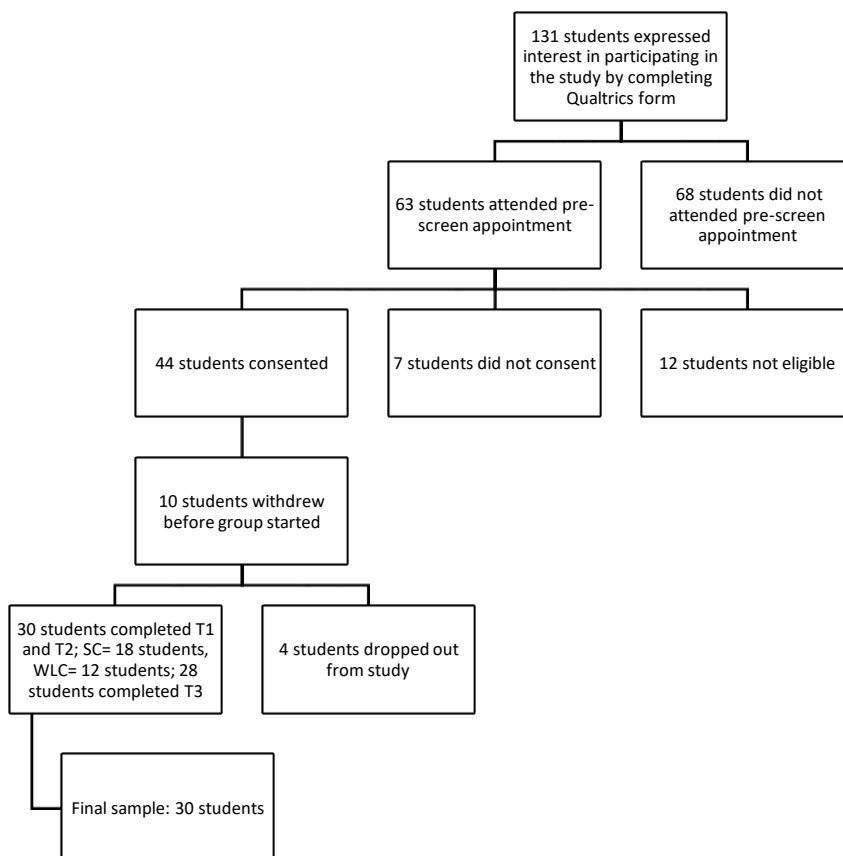 131 students expressed
interest in participating in
the study by completing
Qualtrics form
63 students attended pre-
screen appointment
68 students did not
attended pre-screen
appointment
44 students consented
7 students did not consent
12 students not eligible
10 students withdrew
before group started
30 students completed T1
and T2; SC= 18 students,
WLC= 12 students; 28
students completed T3
4 students dropped out
from study
Final sample: 30 students